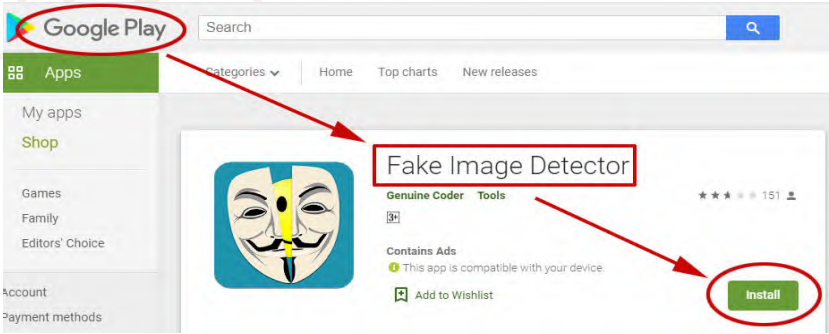 Google Play
Search
Apps
Categories
Home
Top charts
New releases
My apps
Shop
Games
Family
Editors' Choice
Account
Payment methods
Fake Image Detector
Genuine Coder Tools
151
3+
Contains Ads
This app is compatible with your device.
Add to Wishlist
Install